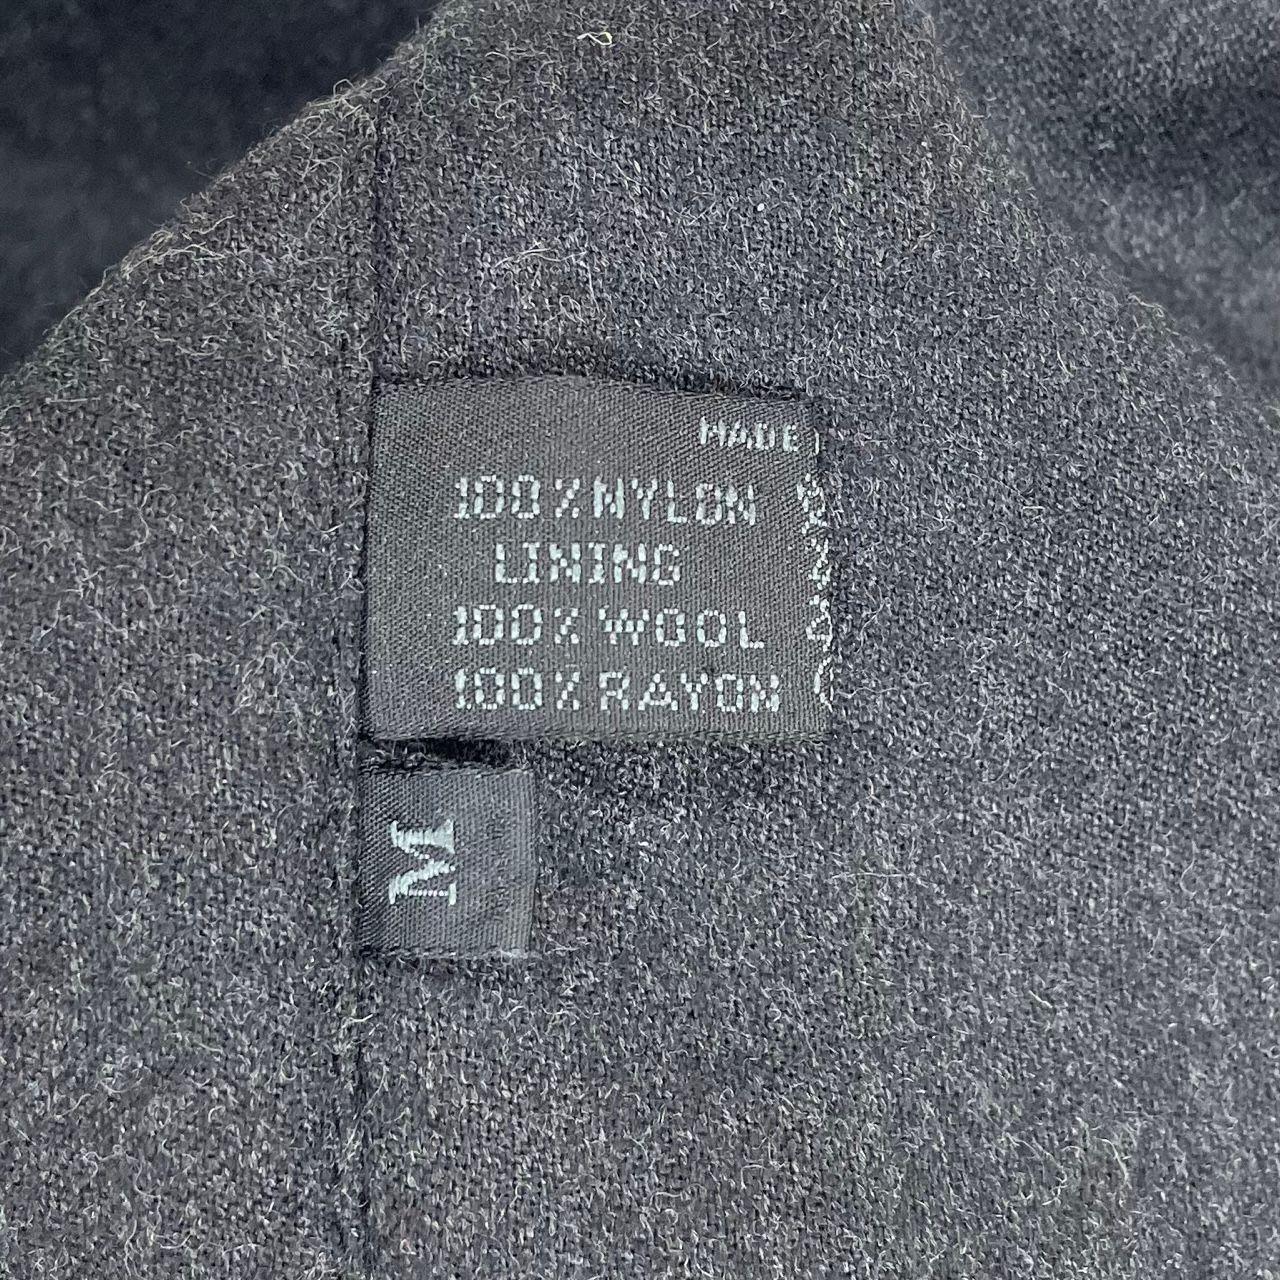 MADE
100% NYLON
LINING
100% WOOL
100% RAYON
M